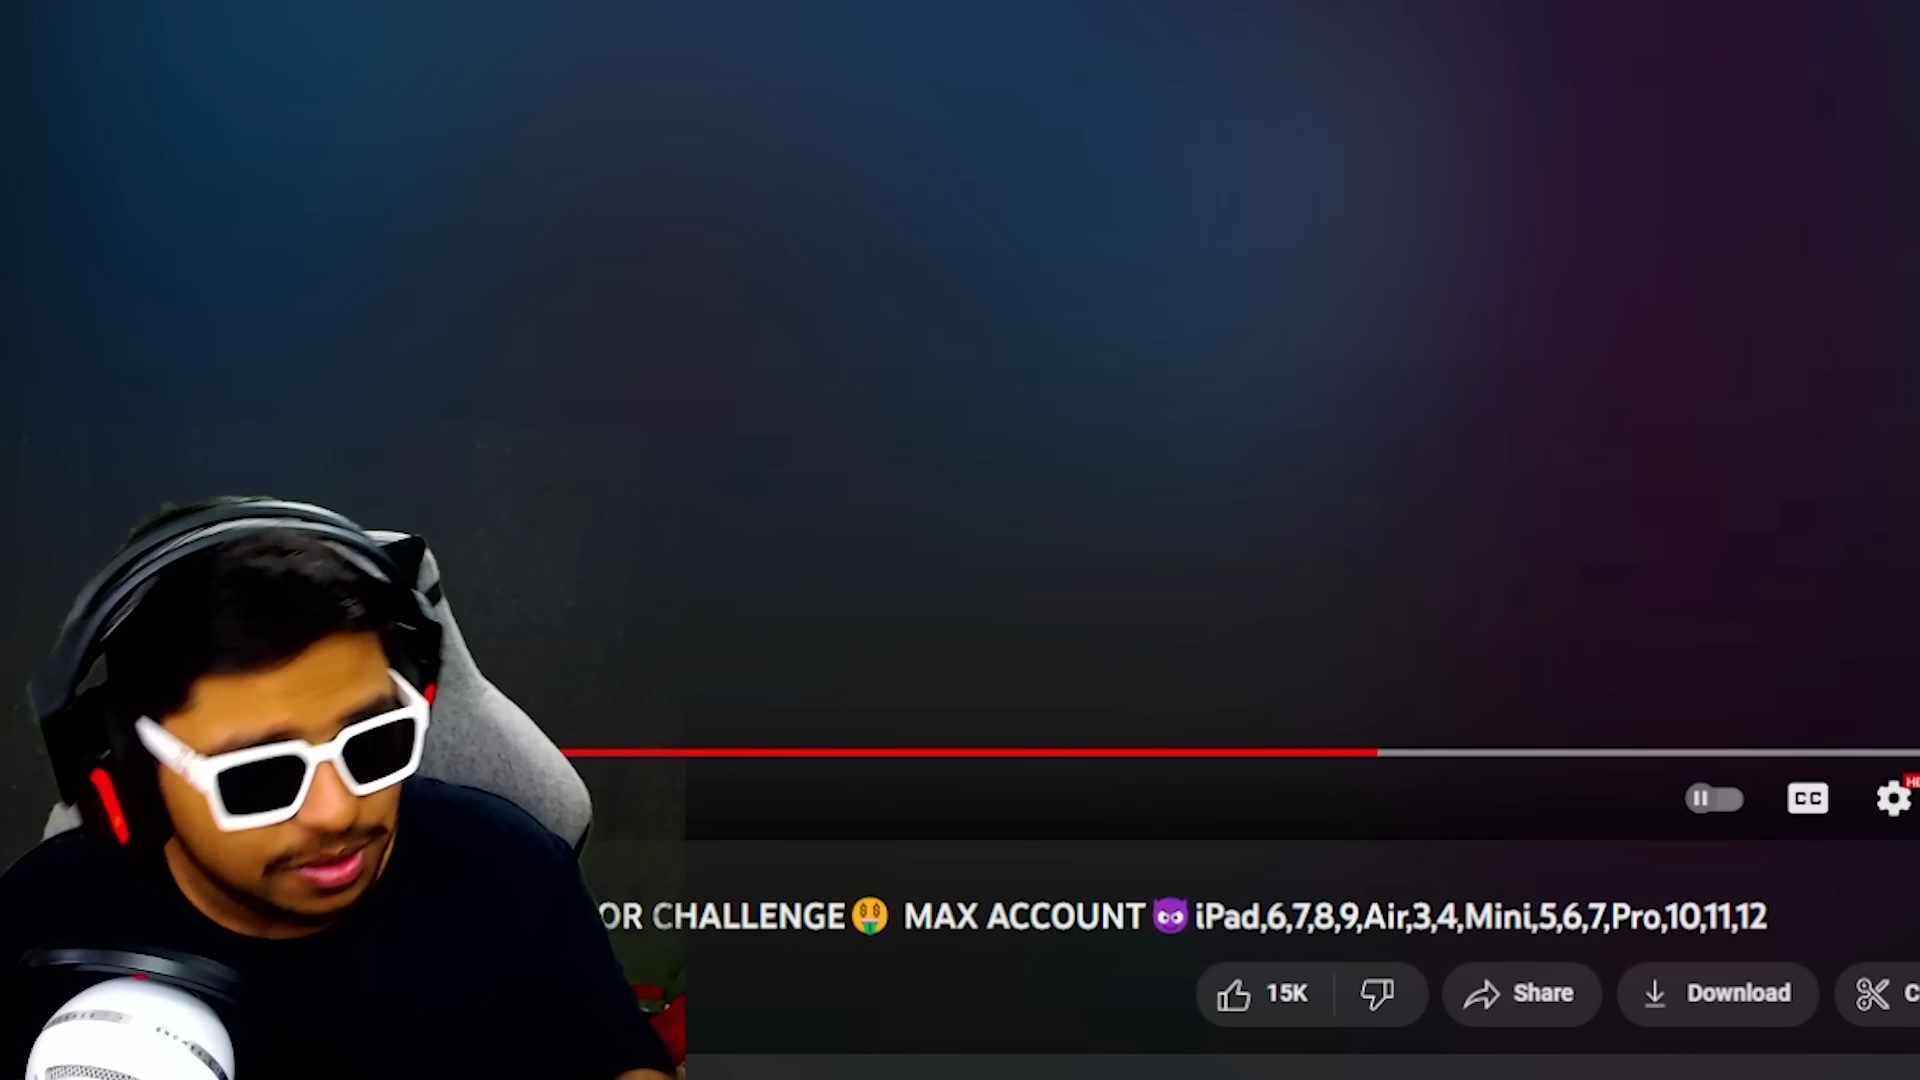 CC
OR CHALLENGE🤑 MAX ACCOUNT😈iPad,6,7,8,9,Air,3,4,Mini,5,6,7,Pro,10,11,12
15K Share Download